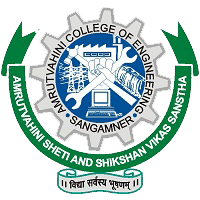 AMRUTVAHINI COLLEGE OF ENGINEERING
SANGAMNER
AMRUTVAHINI SHETI AND SHIKSHAN VIKAS SANSTHA
॥ विद्या सर्वस्य भूषणम् ॥